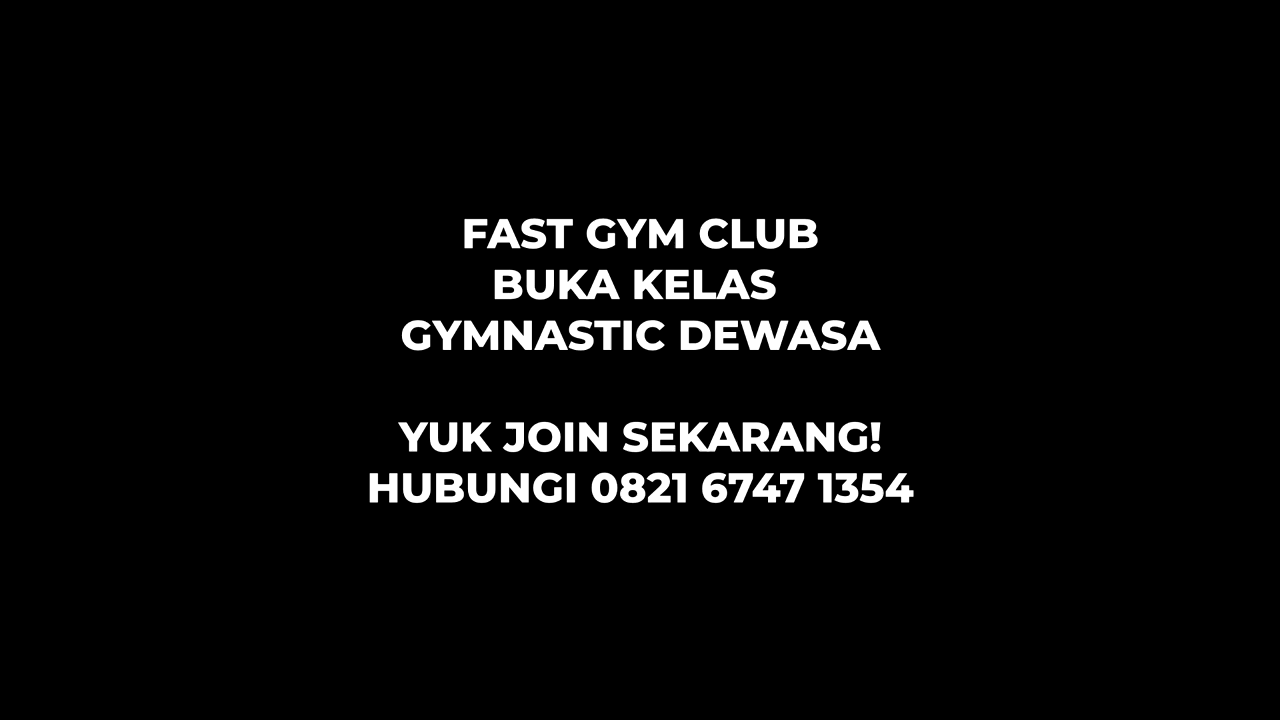 FAST GYM CLUB
BUKA KELAS
GYMNASTIC DEWASA
YUK JOIN SEKARANG!
HUBUNGI 0821 6747 1354